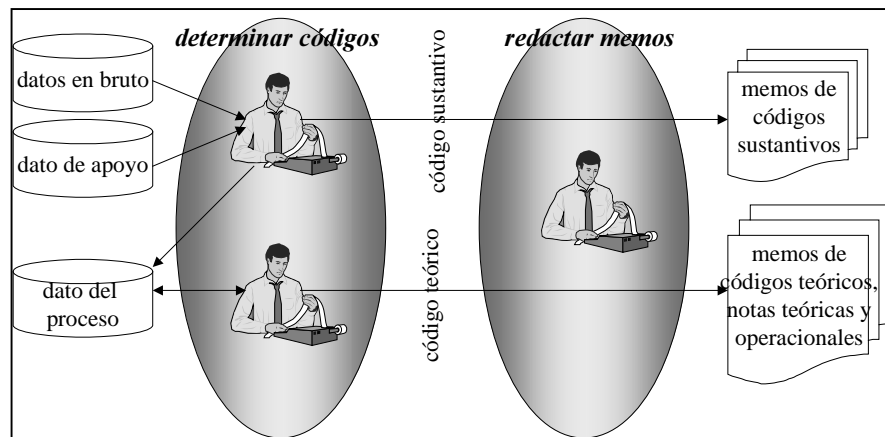 determinar códigos
redactar memos
datos en bruto
dato de apoyo
dato del
proceso
código sustantivo
código teórico
memos de
códigos
sustantivos
memos de
códigos teóricos,
notas teóricas y
operacionales